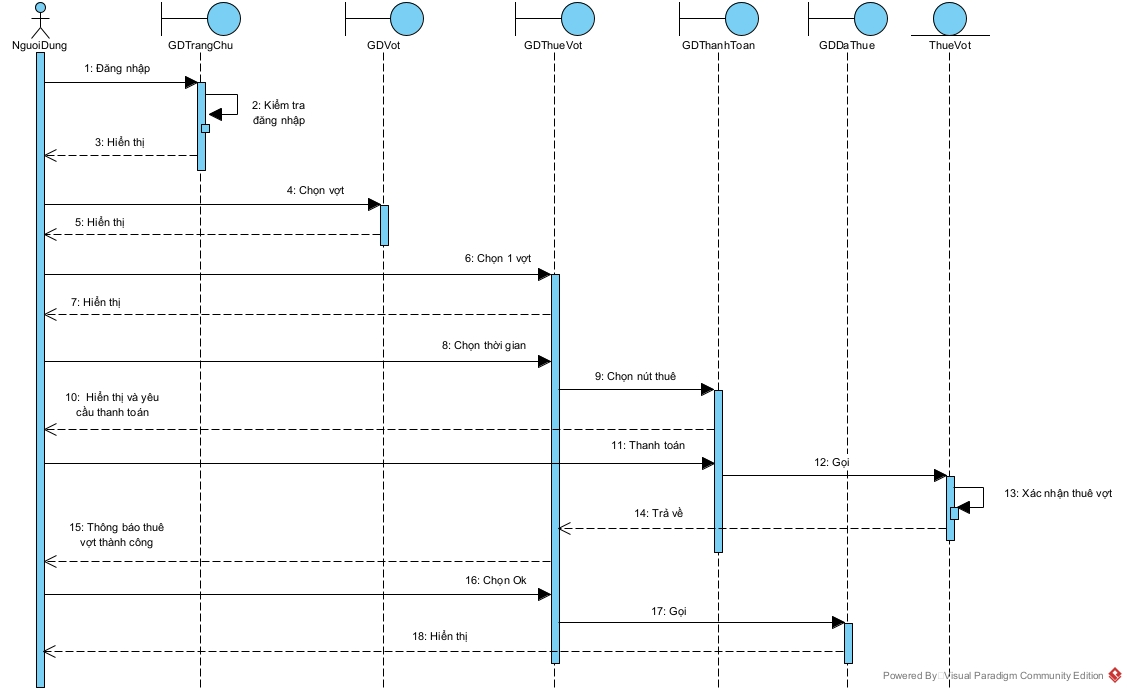 NguoiDung
GDTrangChu
GDVot
GDThueVot
GDThanhToan
GDDaThue
ThueVot
1: Đăng nhập
2: Kiểm tra
đăng nhập
3: Hiển thị
4: Chọn vợt
5: Hiển thị
6: Chọn 1 vợt
7: Hiển thị
8: Chọn thời gian
9: Chọn nút thuê
10: Hiển thị và yêu
cầu thanh toán
11: Thanh toán
12: Gọi
13: Xác nhận thuê vợt
14: Trả về
15: Thông báo thuê
vợt thành công
16: Chọn Ok
17: Gọi
18: Hiển thị
Powered By Visual Paradigm Community Edition